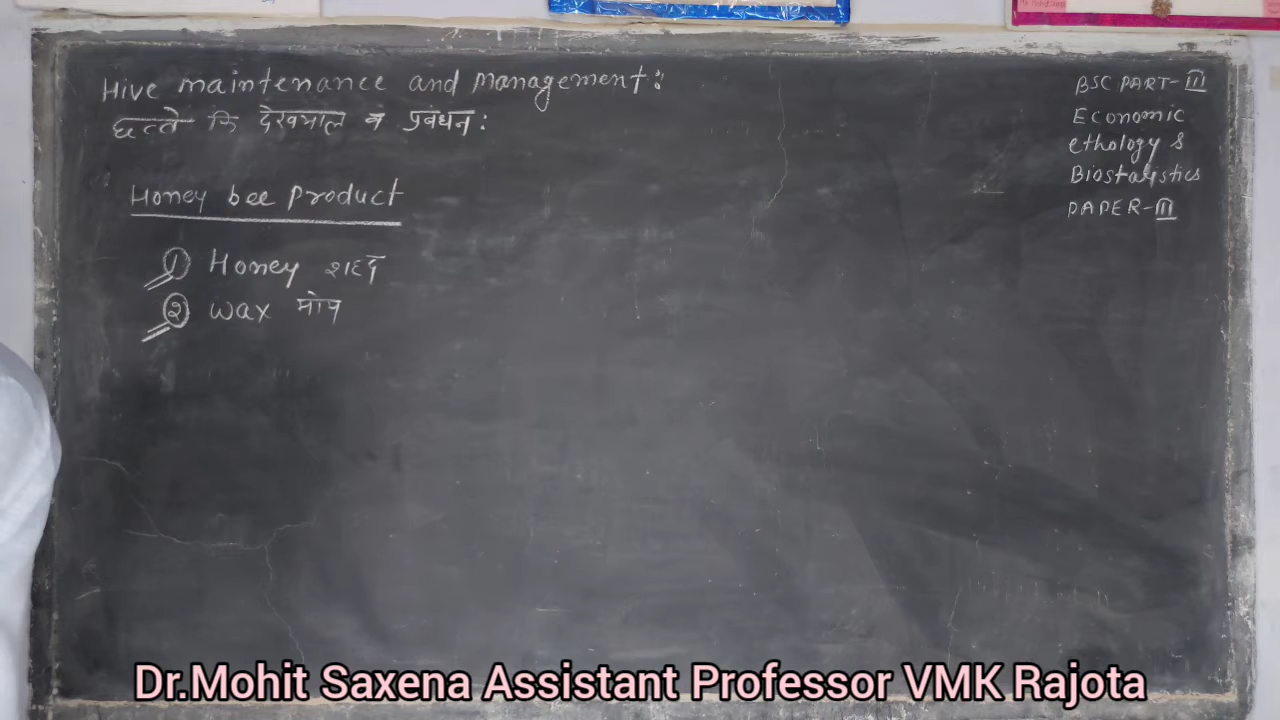 Hive maintenance and Management:
छत्ते कि देखभाल व प्रबंधन:
Honey bee Product
① Honey शहद
② wax मोम
BSC PART-III
Economic
ethology &
Biostatistics
PAPER-III
Dr.Mohit Saxena Assistant Professor VMK Rajota